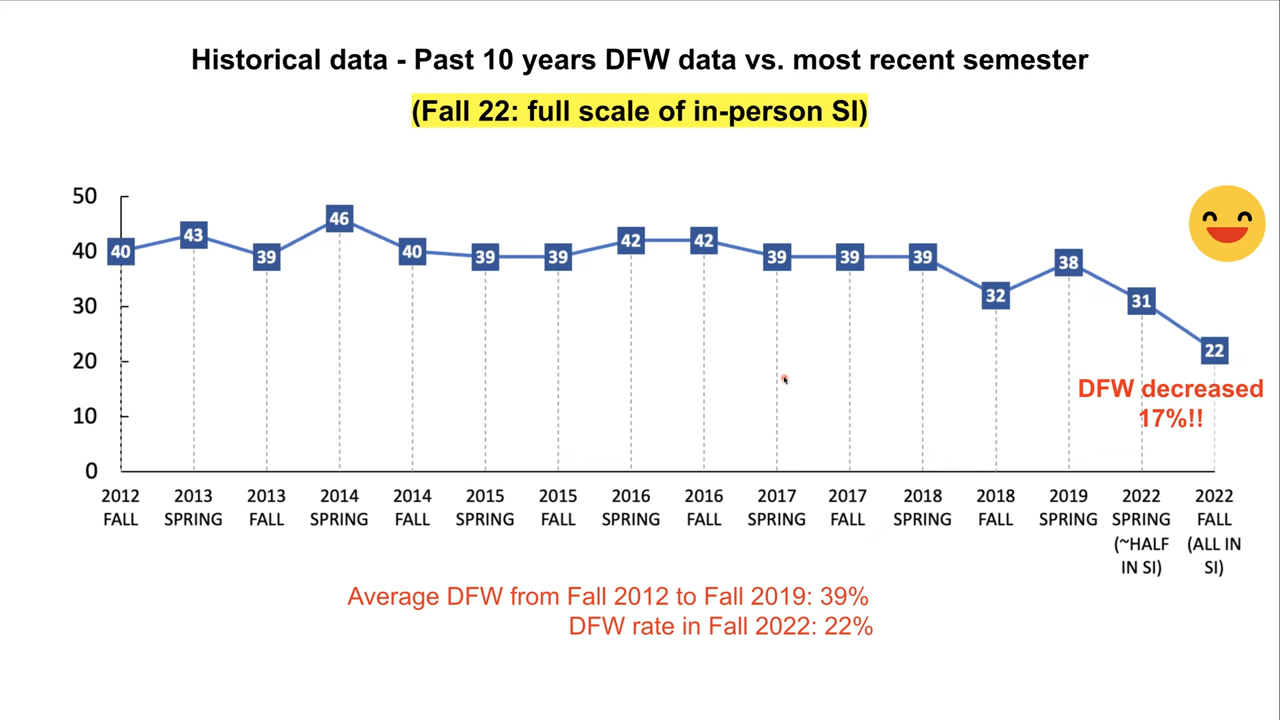 Historical data - Past 10 years DFW data vs. most recent semester
(Fall 22: full scale of in-person SI)
50
40
30
20
10
0
40
43
39
46
40
39
39
42
42
39
39
39
32
38
31
22
DFW decreased
17%!!
2012 FALL
2013 SPRING
2013 FALL
2014 SPRING
2014 FALL
2015 SPRING
2015 FALL
2016 SPRING
2016 FALL
2017 SPRING
2017 FALL
2018 SPRING
2018 FALL
2019 SPRING
2022 SPRING (~HALF IN SI)
2022 FALL (ALL IN SI)
Average DFW from Fall 2012 to Fall 2019: 39%
DFW rate in Fall 2022: 22%